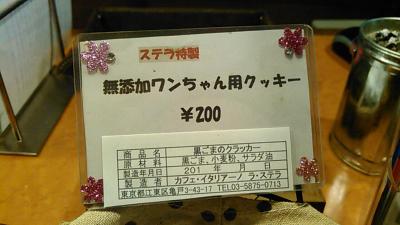 ステラ特製
無添加ワンちゃん用クッキー
￥200
商品名 黒ごまのクラッカー
原材料 黒ごま、小麦粉、サラダ油
製造年月日 201 年 月 日
製造者 カフェ・イタリアーノ ラ・ステラ
東京都江東区亀戸3-43-17 TEL03-5875-0713